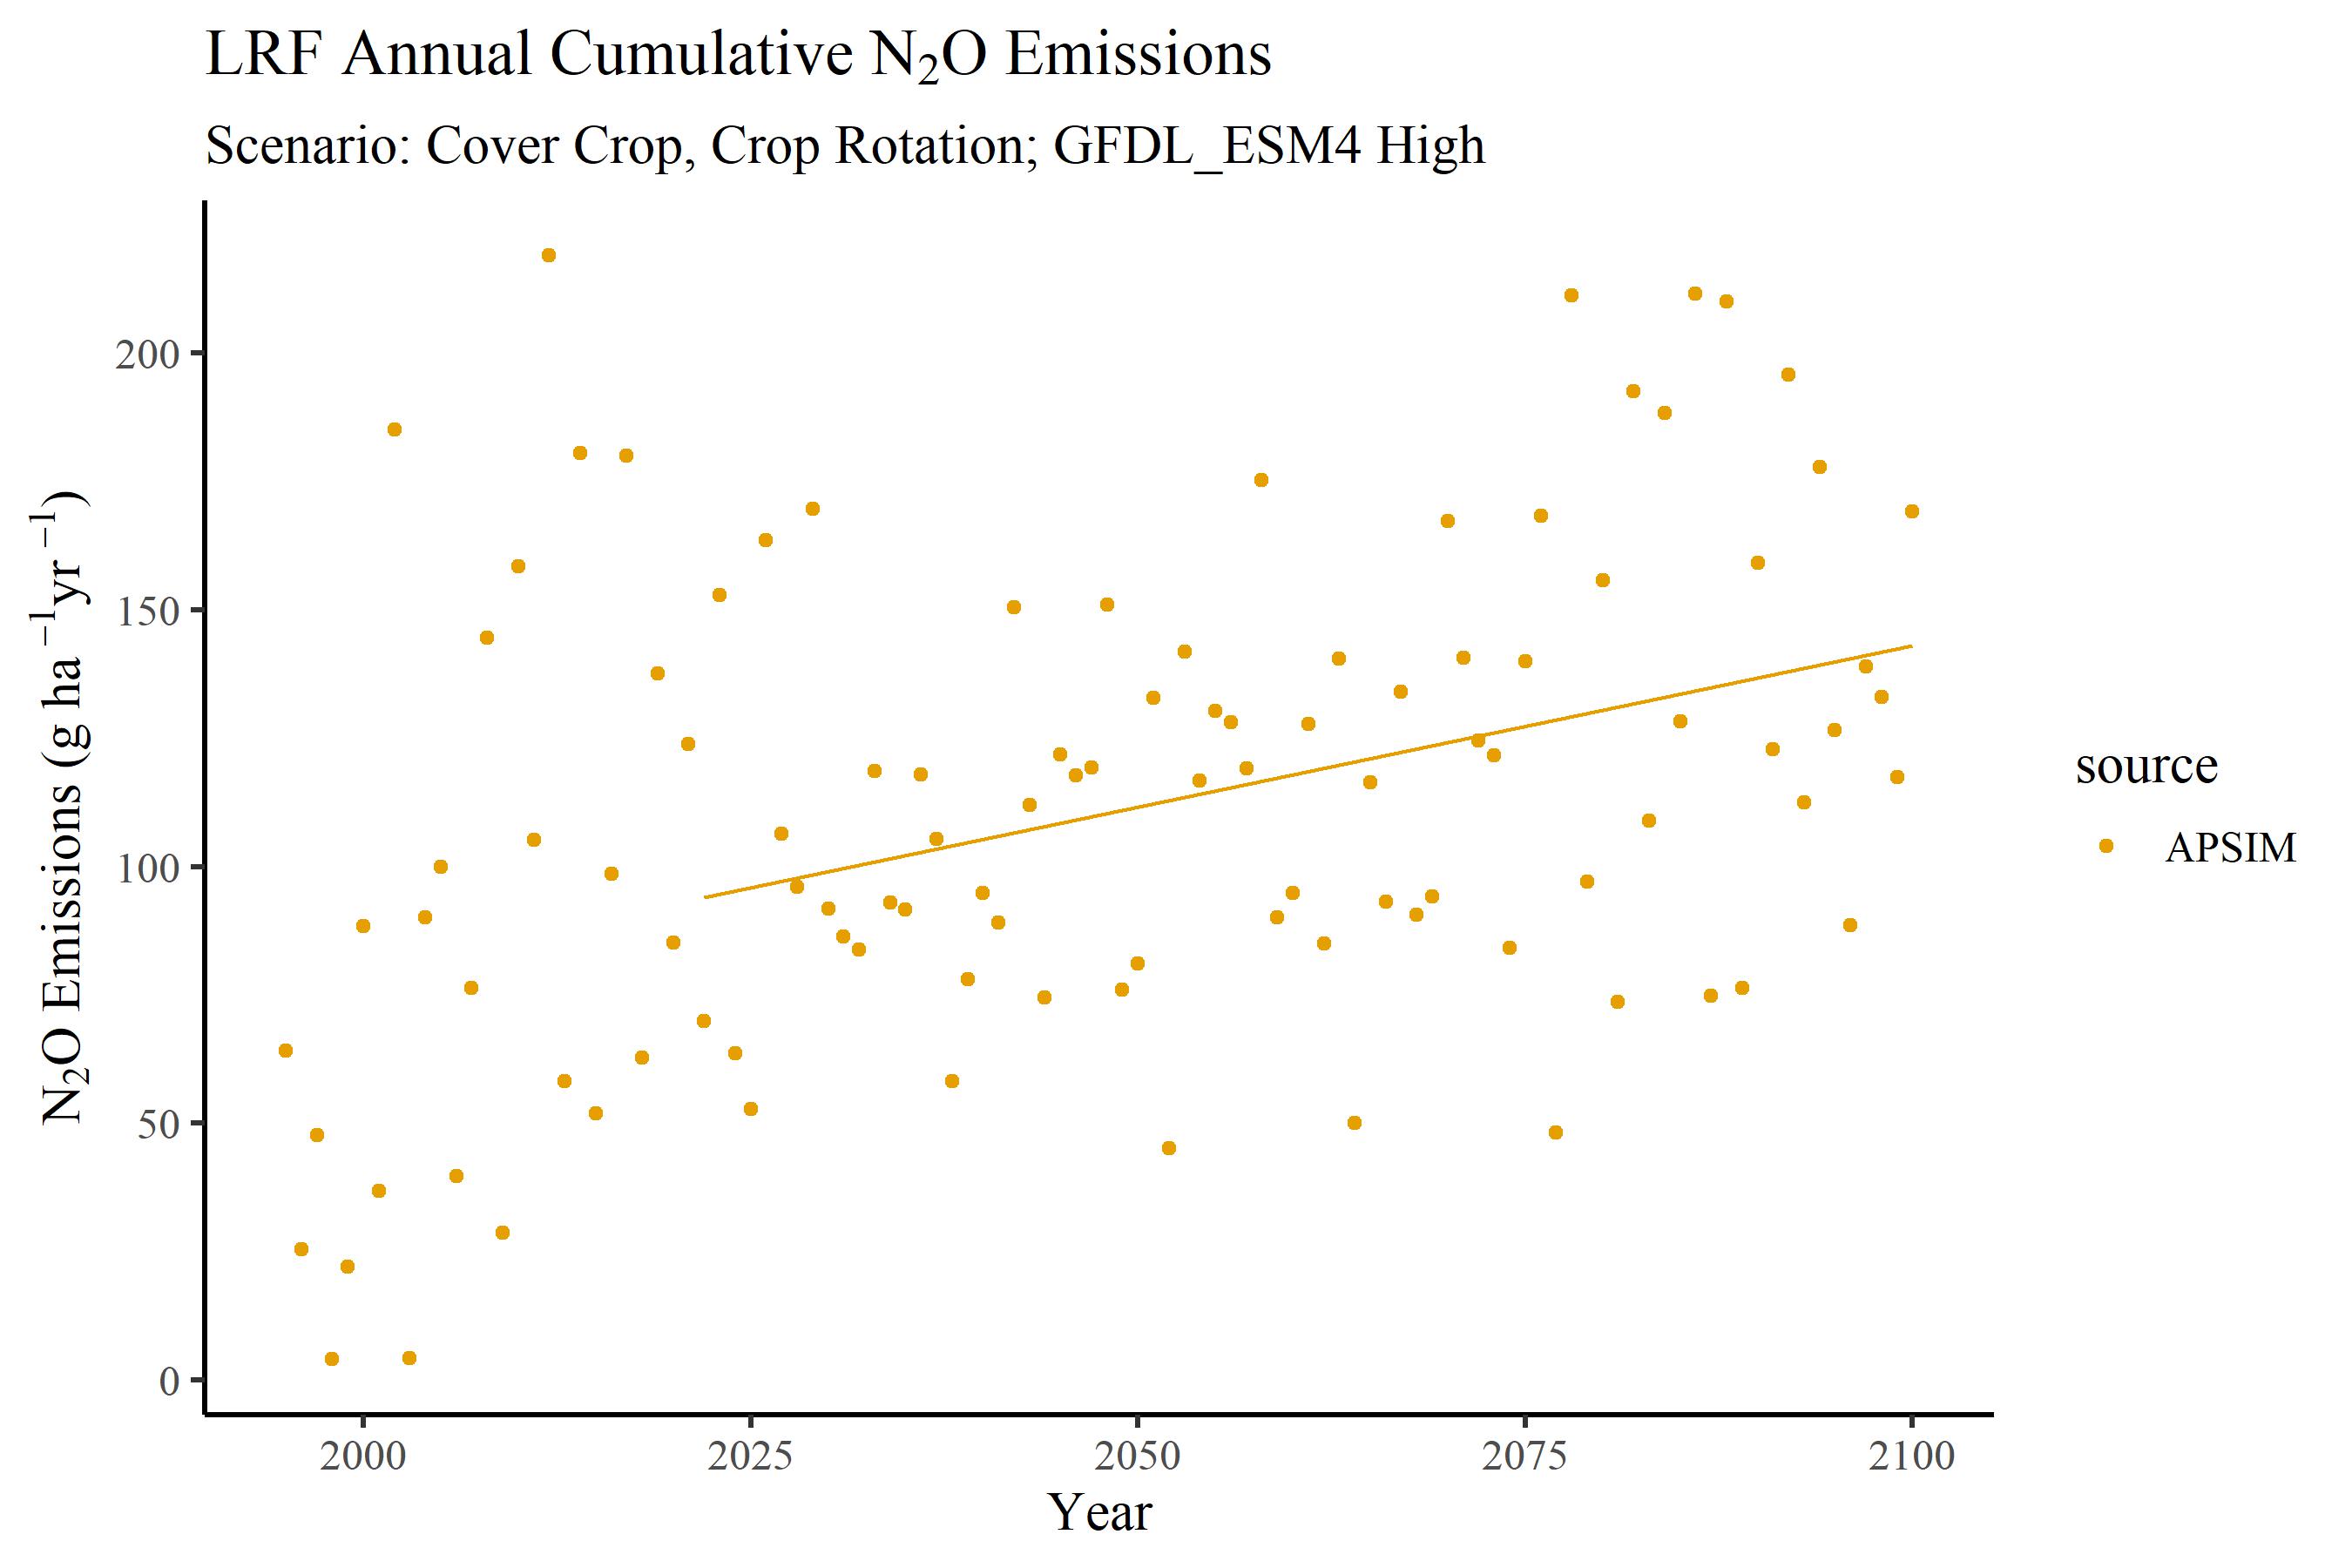 LRF Annual Cumulative N₂O Emissions
Scenario: Cover Crop, Crop Rotation; GFDL_ESM4 High
N₂O Emissions (g ha ⁻¹yr ⁻¹)
200
150
100
50
0
2000 2025 2050 2075 2100
Year
source
APSIM